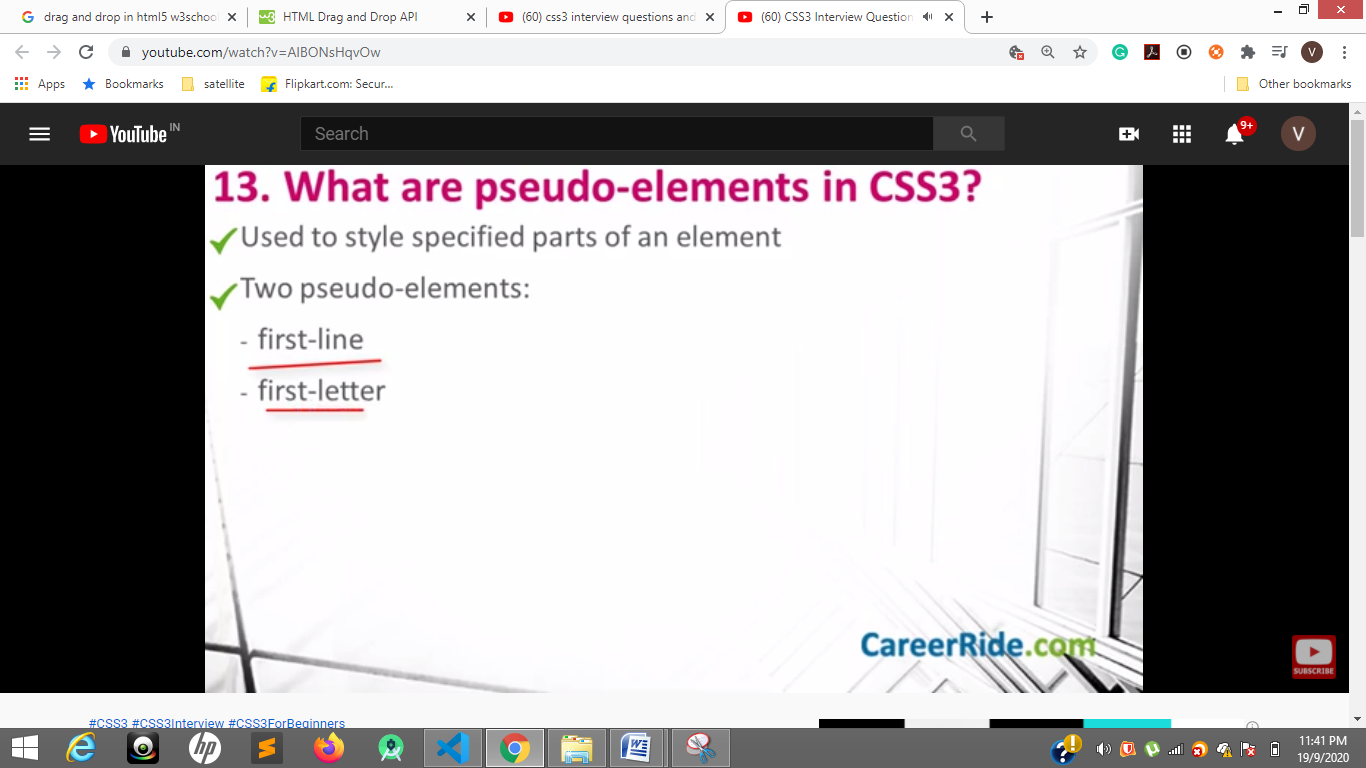 drag and drop in html5 w3school
HTML Drag and Drop API
(60) css3 interview questions and
(60) CSS3 Interview Question
youtube.com/watch?v=AIBONsHqvOw
V
Apps
Bookmarks
satellite
Flipkart.com: Secur...
Other bookmarks
YouTube IN
Search
9+
V
13. What are pseudo-elements in CSS3?
Used to style specified parts of an element
Two pseudo-elements:
- first-line
- first-letter
CareerRide.com
SUBSCRIBE
#CSS3 #CSS3Interview #CSS3ForBeginners
11:41 PM
19/9/2020